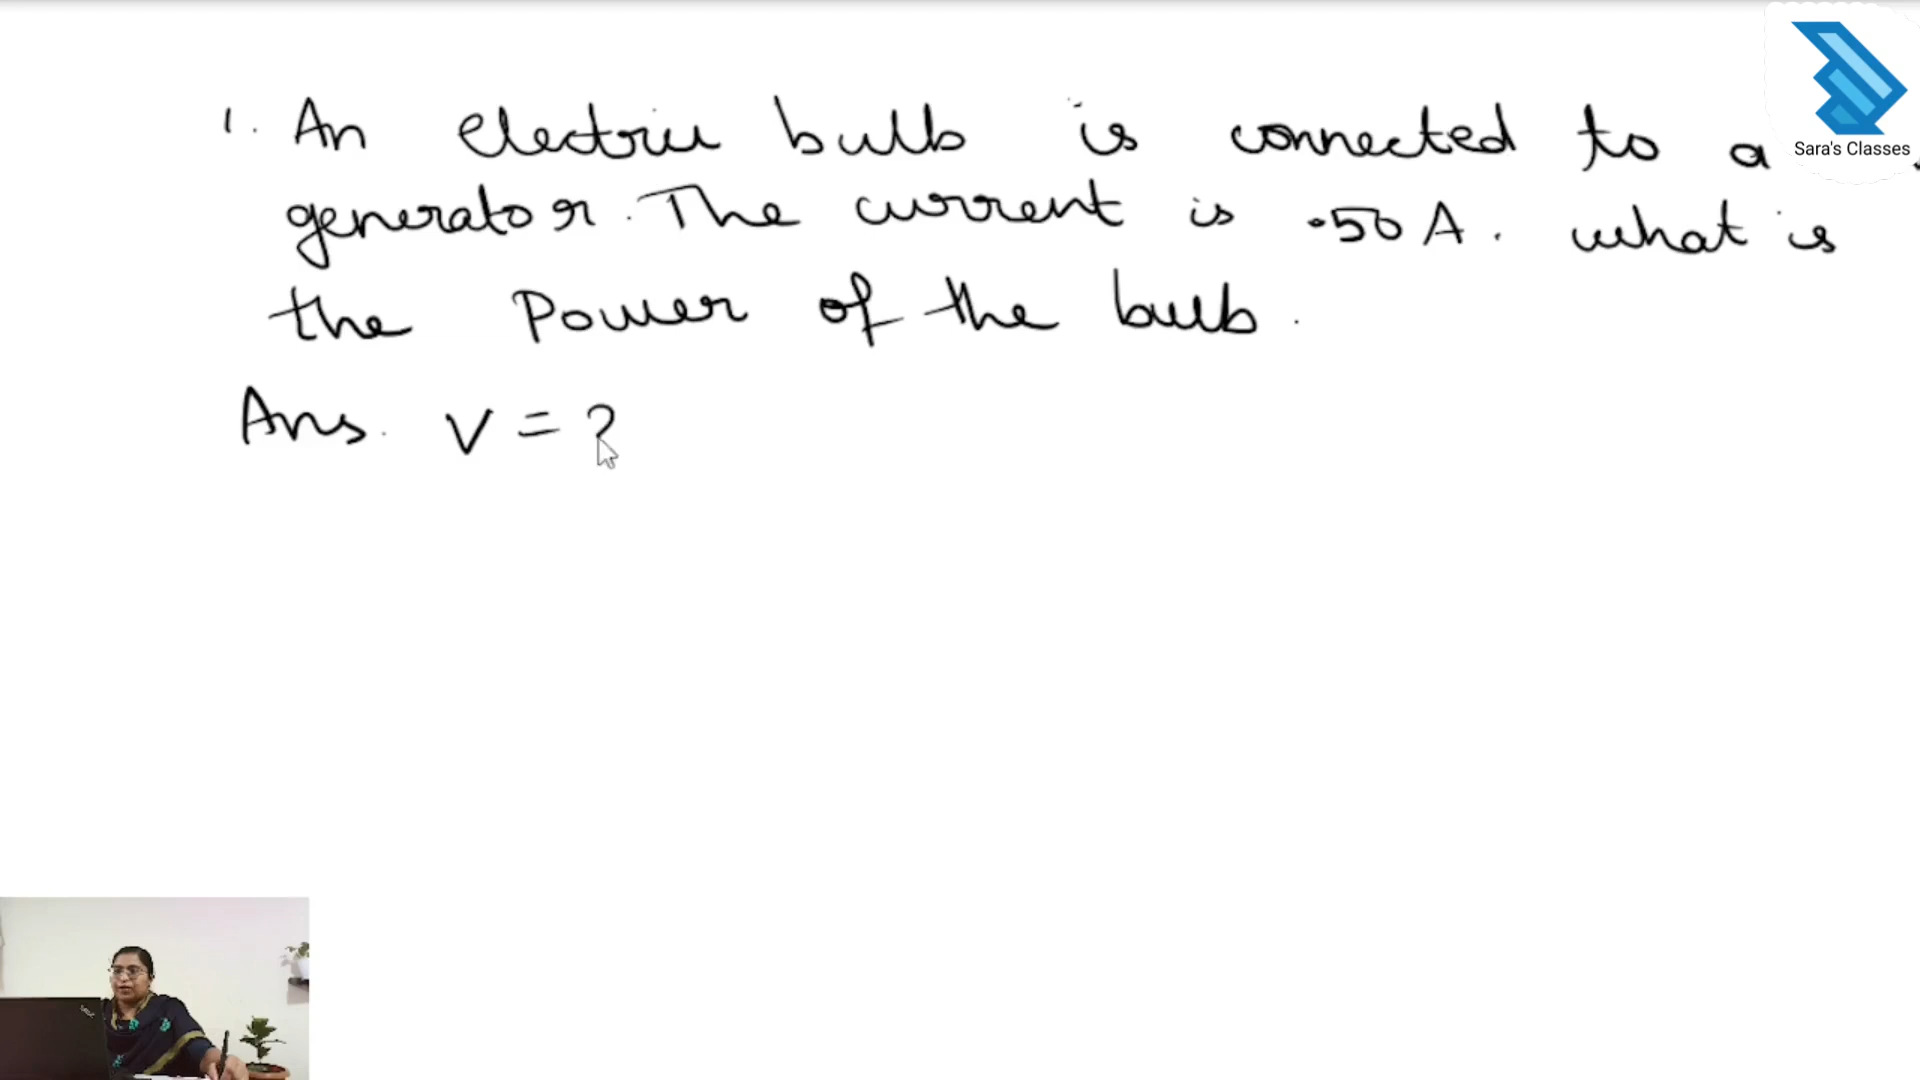 1. An electric bulb is connected to a
generator. The current is .50 A. what is
the Power of the bulb.
Ans. V = ?
Sara's Classes